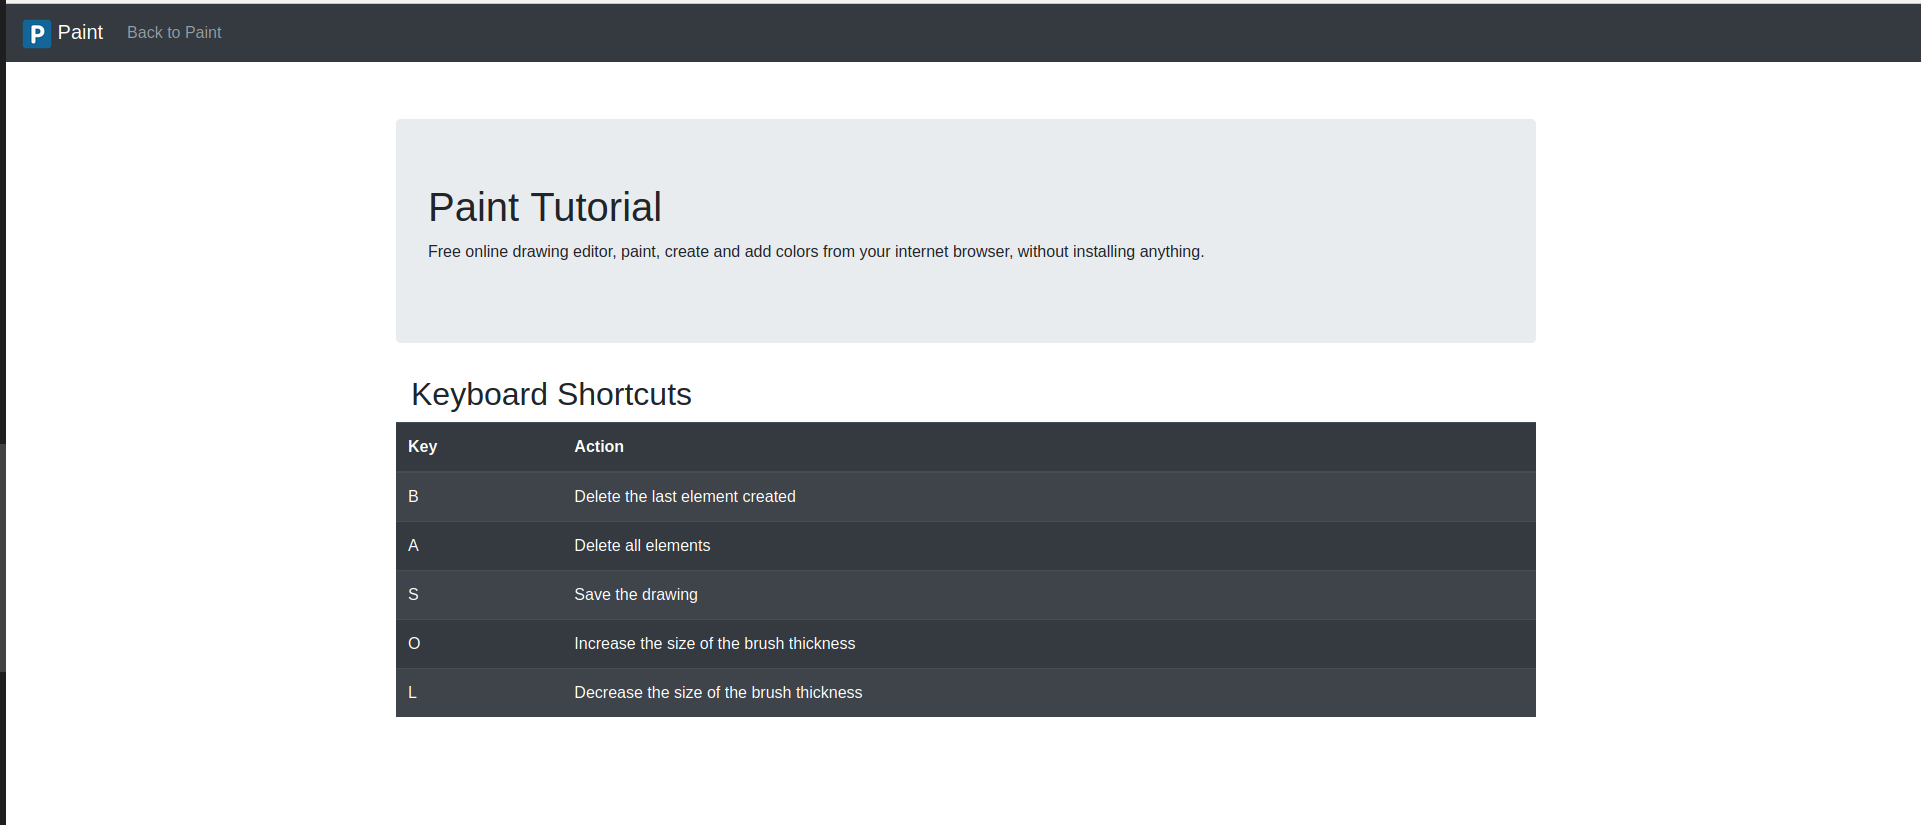 P Paint Back to Paint
Paint Tutorial
Free online drawing editor, paint, create and add colors from your internet browser, without installing anything.
Keyboard Shortcuts
Key Action
B Delete the last element created
A Delete all elements
S Save the drawing
O Increase the size of the brush thickness
L Decrease the size of the brush thickness